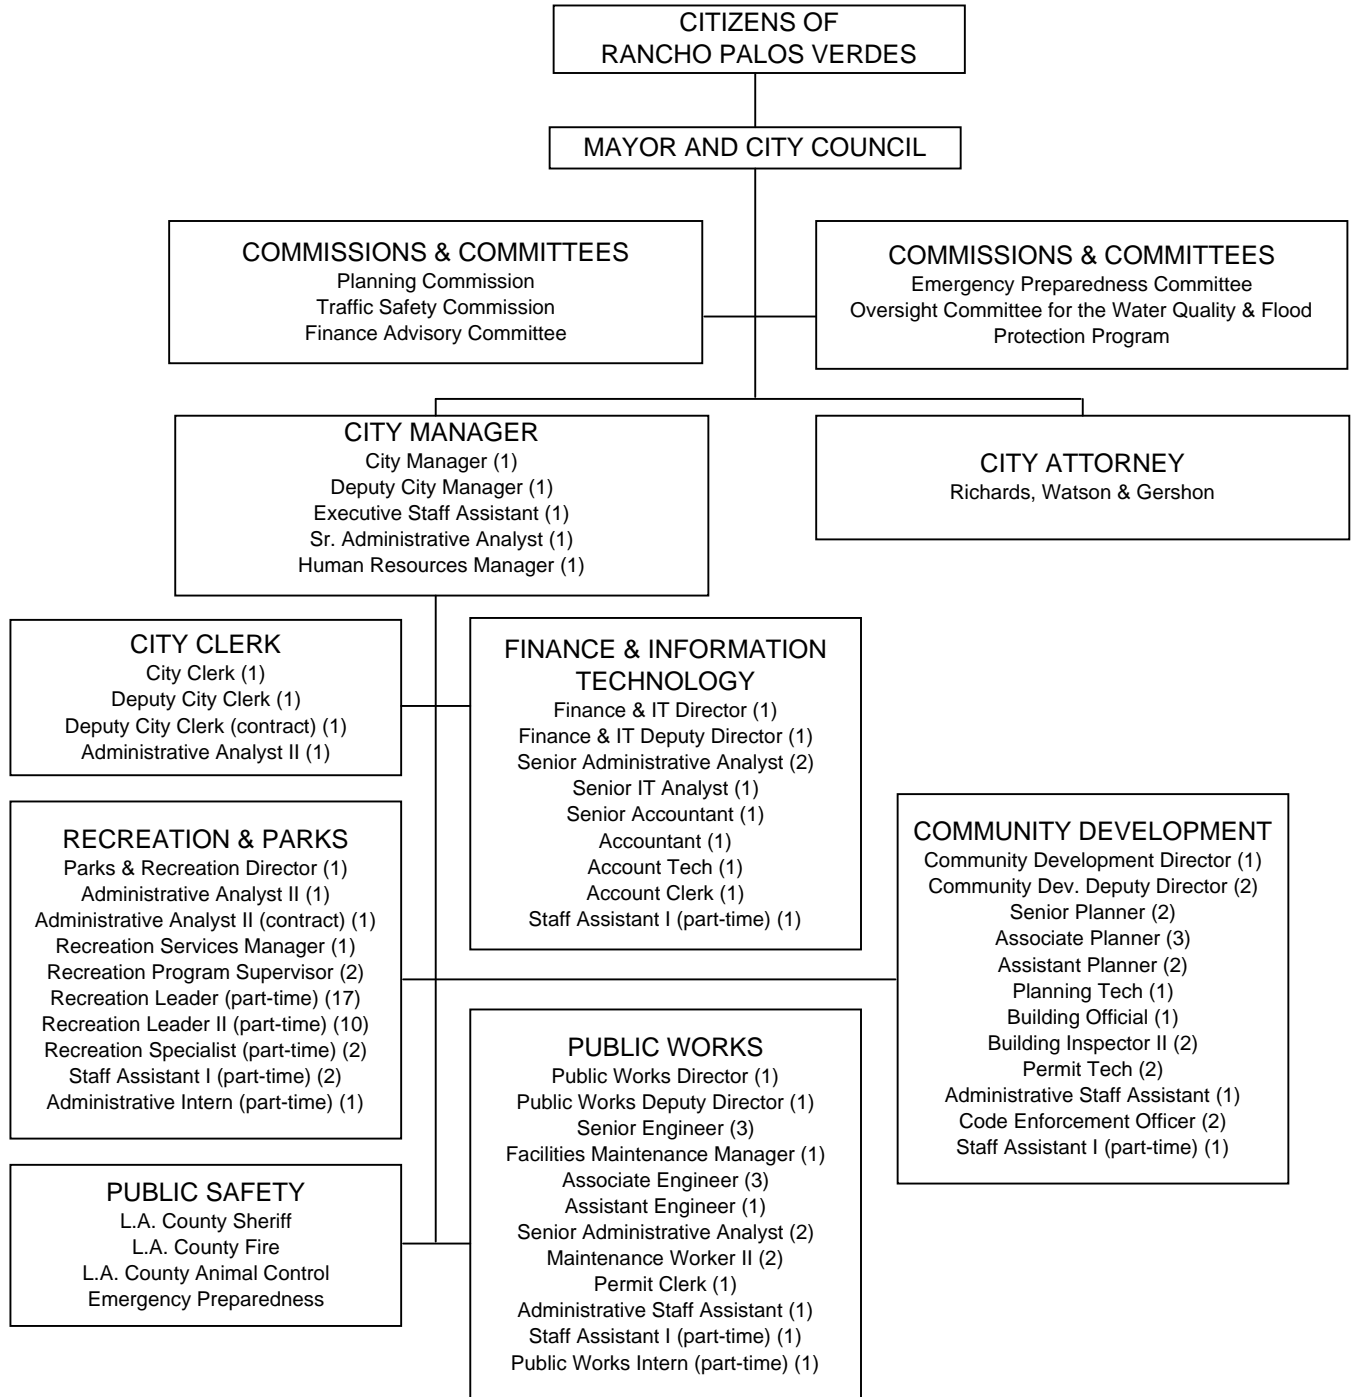 CITIZENS OF
RANCHO PALOS VERDES
MAYOR AND CITY COUNCIL
COMMISSIONS & COMMITTEES
Planning Commission
Traffic Safety Commission
Finance Advisory Committee
COMMISSIONS & COMMITTEES
Emergency Preparedness Committee
Oversight Committee for the Water Quality & Flood
Protection Program
CITY MANAGER
City Manager (1)
Deputy City Manager (1)
Executive Staff Assistant (1)
Sr. Administrative Analyst (1)
Human Resources Manager (1)
CITY ATTORNEY
Richards, Watson & Gershon
CITY CLERK
City Clerk (1)
Deputy City Clerk (1)
Deputy City Clerk (contract) (1)
Administrative Analyst II (1)
FINANCE & INFORMATION
TECHNOLOGY
Finance & IT Director (1)
Finance & IT Deputy Director (1)
Senior Administrative Analyst (2)
Senior IT Analyst (1)
Senior Accountant (1)
Accountant (1)
Account Tech (1)
Account Clerk (1)
Staff Assistant I (part-time) (1)
RECREATION & PARKS
Parks & Recreation Director (1)
Administrative Analyst II (1)
Administrative Analyst II (contract) (1)
Recreation Services Manager (1)
Recreation Program Supervisor (2)
Recreation Leader (part-time) (17)
Recreation Leader II (part-time) (10)
Recreation Specialist (part-time) (2)
Staff Assistant I (part-time) (2)
Administrative Intern (part-time) (1)
COMMUNITY DEVELOPMENT
Community Development Director (1)
Community Dev. Deputy Director (2)
Senior Planner (2)
Associate Planner (3)
Assistant Planner (2)
Planning Tech (1)
Building Official (1)
Building Inspector II (2)
Permit Tech (2)
Administrative Staff Assistant (1)
Code Enforcement Officer (2)
Staff Assistant I (part-time) (1)
PUBLIC SAFETY
L.A. County Sheriff
L.A. County Fire
L.A. County Animal Control
Emergency Preparedness
PUBLIC WORKS
Public Works Director (1)
Public Works Deputy Director (1)
Senior Engineer (3)
Facilities Maintenance Manager (1)
Associate Engineer (3)
Assistant Engineer (1)
Senior Administrative Analyst (2)
Maintenance Worker II (2)
Permit Clerk (1)
Administrative Staff Assistant (1)
Staff Assistant I (part-time) (1)
Public Works Intern (part-time) (1)